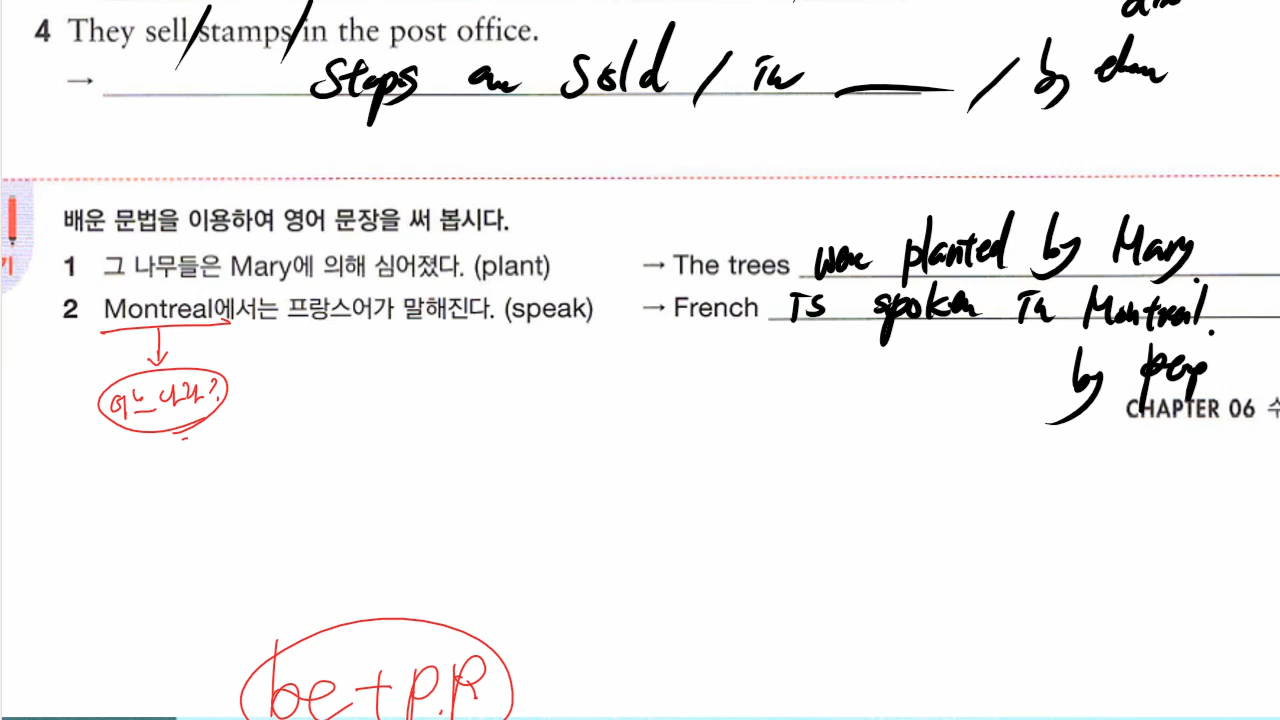 4 They sell / stamps / in the post office.
→ Stops are sold / in ___ / by them
배운 문법을 이용하여 영어 문장을 써 봅시다.
1 그 나무들은 Mary에 의해 심어졌다. (plant) → The trees were planted by Mary.
2 Montreal에서는 프랑스어가 말해진다. (speak) → French is spoken in Montreal.
어느 나라?
by peop
CHAPTER 06 수
be + P.P